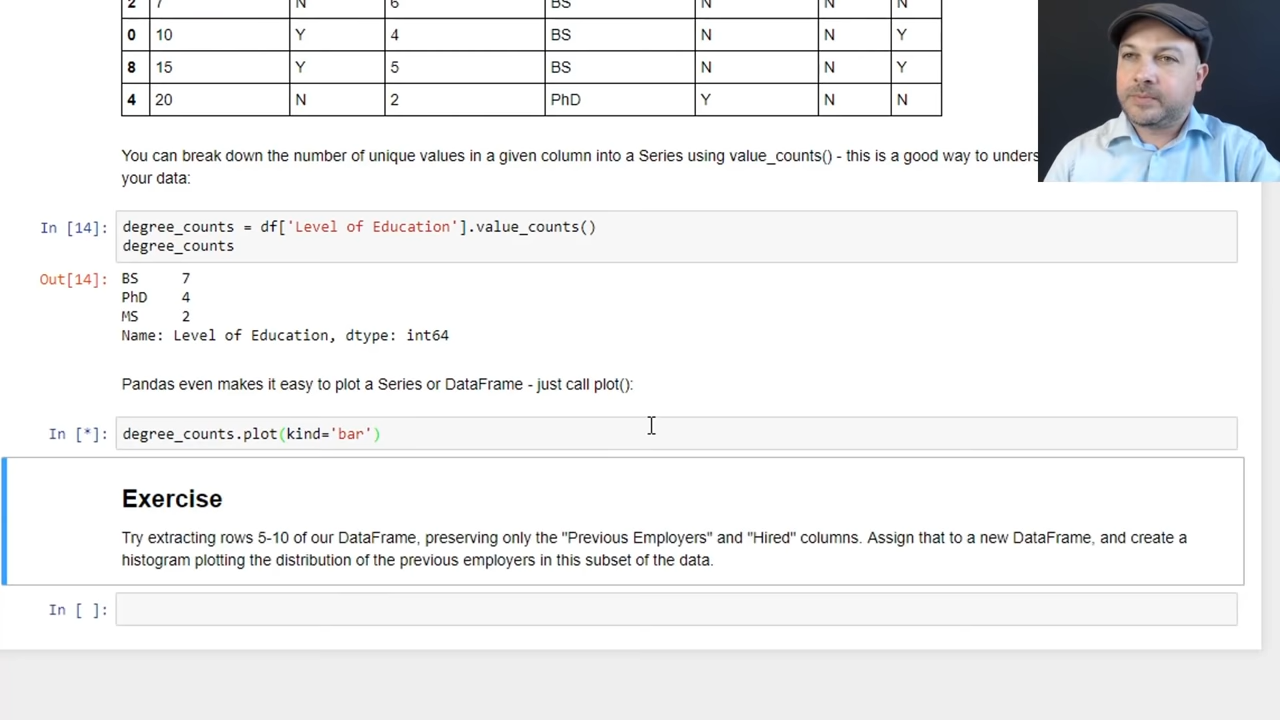 2 7 N 6 BS N N N
0 10 Y 4 BS N N Y
8 15 Y 5 BS N N Y
4 20 N 2 PhD Y N N
You can break down the number of unique values in a given column into a Series using value_counts() - this is a good way to
your data:
In [14]: degree_counts = df['Level of Education'].value_counts()
degree_counts
Out[14]: BS 7
PhD 4
MS 2
Name: Level of Education, dtype: int64
Pandas even makes it easy to plot a Series or DataFrame - just call plot():
In [*]: degree_counts.plot(kind='bar')
Exercise
Try extracting rows 5-10 of our DataFrame, preserving only the "Previous Employers" and "Hired" columns. Assign that to a new DataFrame, and create a
histogram plotting the distribution of the previous employers in this subset of the data.
In [ ]: